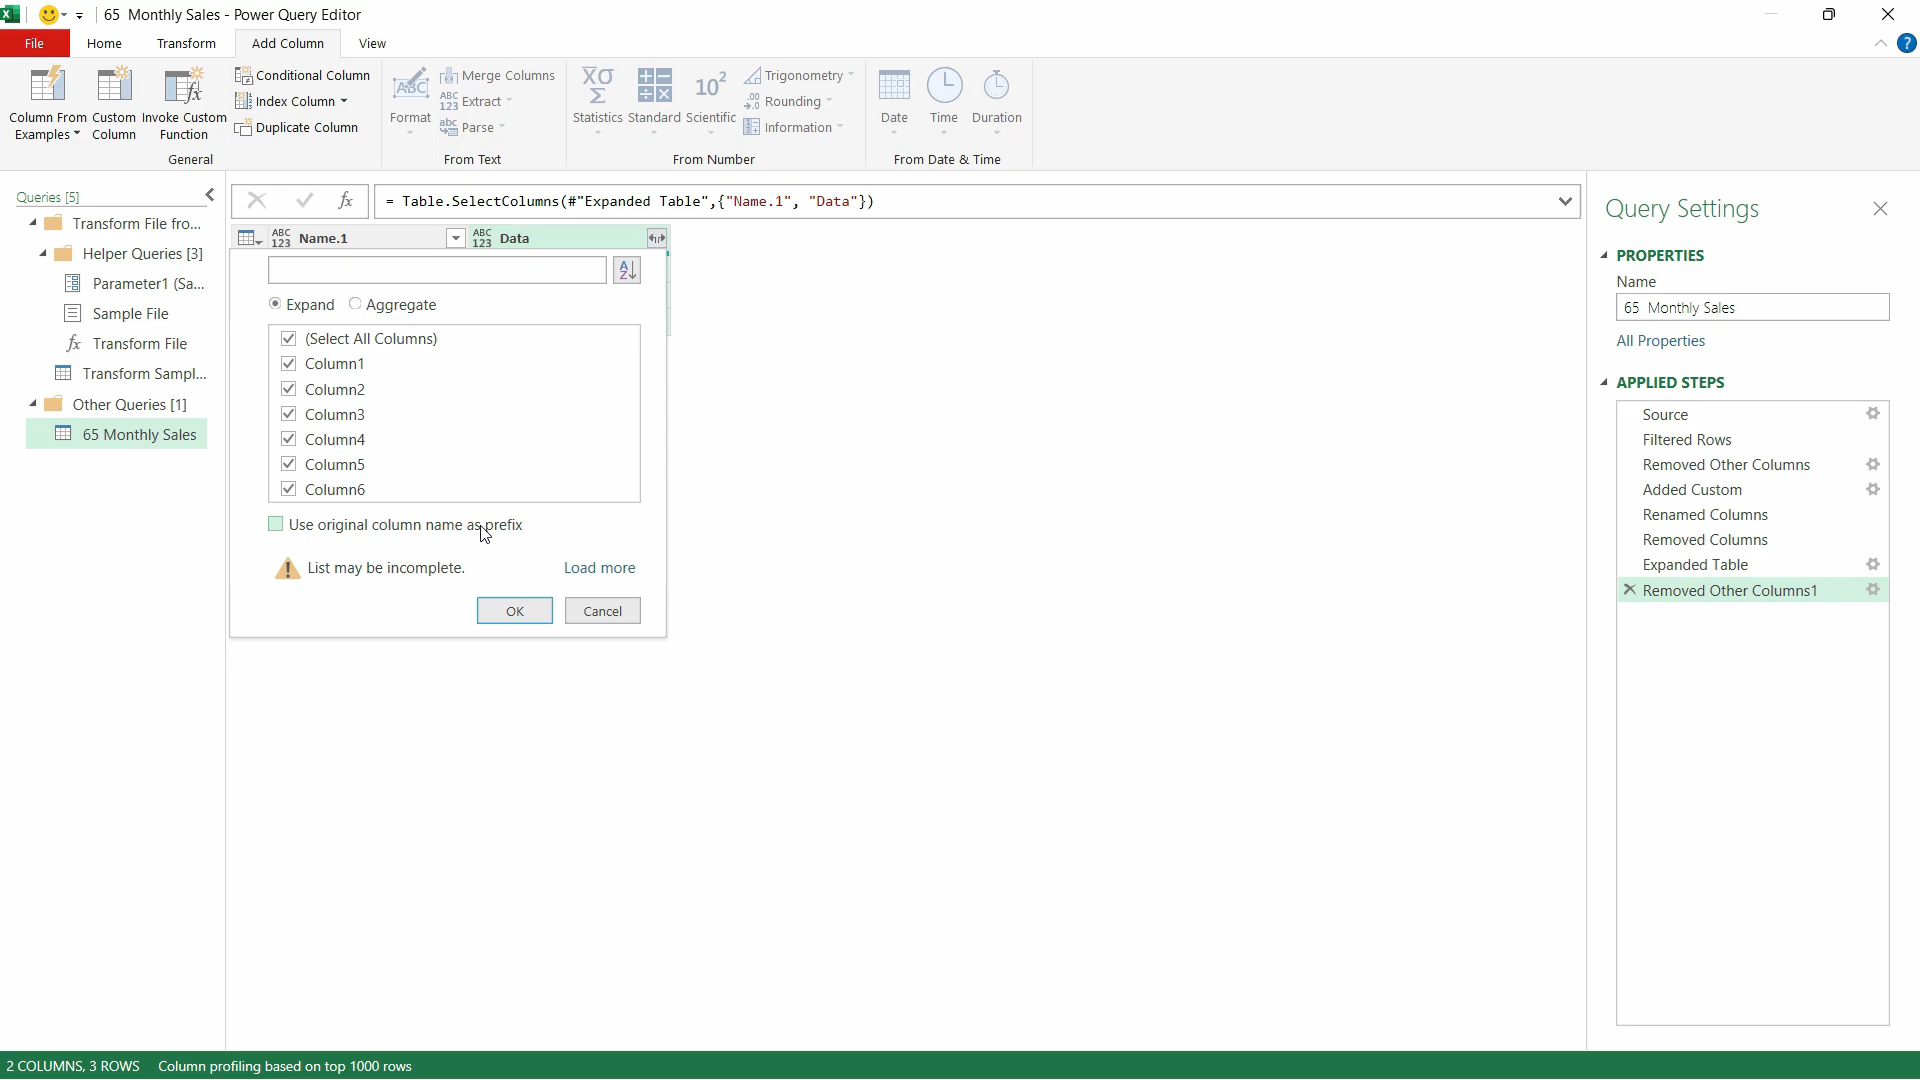 65 Monthly Sales - Power Query Editor
File Home Transform Add Column View
Column From Examples
Custom Column
Invoke Custom Function
Conditional Column
Index Column
Duplicate Column
General
Format
Merge Columns
Extract
Parse
From Text
Statistics
Standard
Scientific
Trigonometry
Rounding
Information
From Number
Date
Time
Duration
From Date & Time
Queries [5]
Transform File fro...
Helper Queries [3]
Parameter1 (Sa...
Sample File
Transform File
Transform Sampl...
Other Queries [1]
65 Monthly Sales
= Table.SelectColumns(#"Expanded Table",{"Name.1", "Data"})
ABC 123 Name.1
ABC 123 Data
Expand Aggregate
(Select All Columns)
Column1
Column2
Column3
Column4
Column5
Column6
Use original column name as prefix
List may be incomplete. Load more
OK Cancel
Query Settings
PROPERTIES
Name
65 Monthly Sales
All Properties
APPLIED STEPS
Source
Filtered Rows
Removed Other Columns
Added Custom
Renamed Columns
Removed Columns
Expanded Table
Removed Other Columns1
2 COLUMNS, 3 ROWS Column profiling based on top 1000 rows